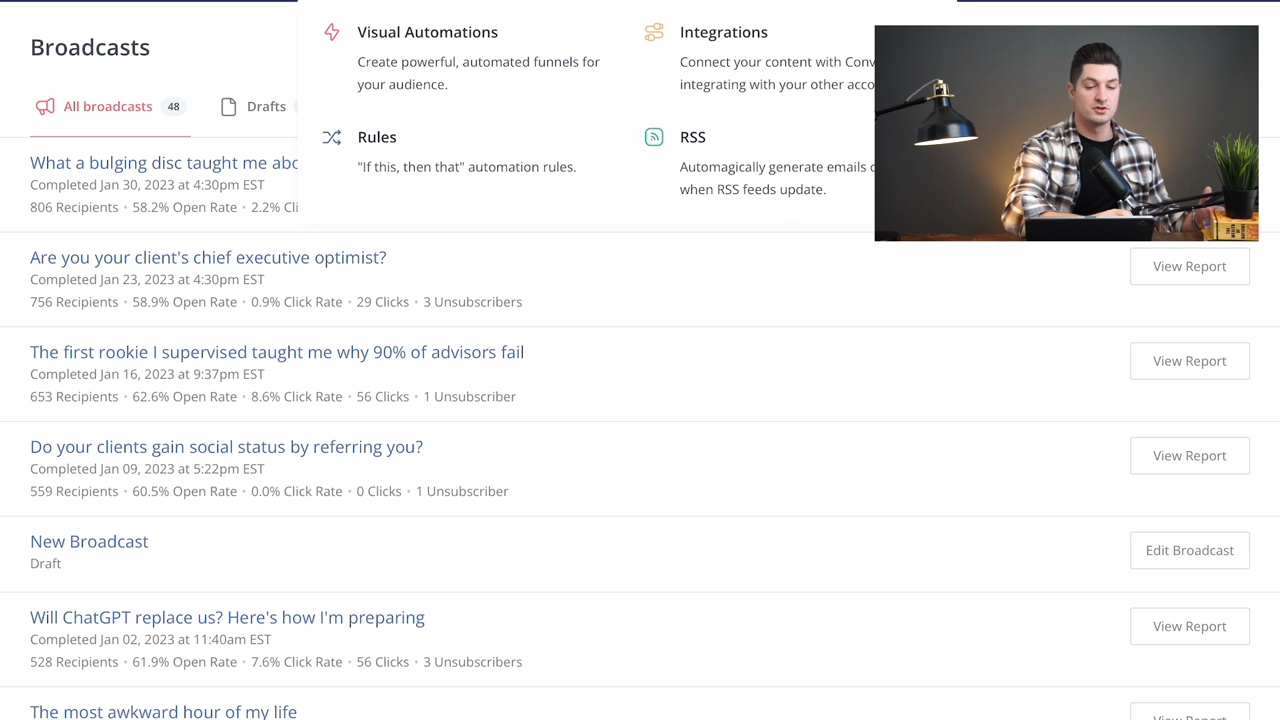 Visual Automations
Create powerful, automated funnels for
your audience.
Integrations
Connect your content with Conv
integrating with your other acco
Rules
"If this, then that" automation rules.
RSS
Automagically generate emails o
when RSS feeds update.
Broadcasts
All broadcasts 48
Drafts
What a bulging disc taught me abo
Completed Jan 30, 2023 at 4:30pm EST
806 Recipients • 58.2% Open Rate • 2.2% Cli
Are you your client's chief executive optimist?
Completed Jan 23, 2023 at 4:30pm EST
756 Recipients • 58.9% Open Rate • 0.9% Click Rate • 29 Clicks • 3 Unsubscribers
View Report
The first rookie I supervised taught me why 90% of advisors fail
Completed Jan 16, 2023 at 9:37pm EST
653 Recipients • 62.6% Open Rate • 8.6% Click Rate • 56 Clicks • 1 Unsubscriber
View Report
Do your clients gain social status by referring you?
Completed Jan 09, 2023 at 5:22pm EST
559 Recipients • 60.5% Open Rate • 0.0% Click Rate • 0 Clicks • 1 Unsubscriber
View Report
New Broadcast
Draft
Edit Broadcast
Will ChatGPT replace us? Here's how I'm preparing
Completed Jan 02, 2023 at 11:40am EST
528 Recipients • 61.9% Open Rate • 7.6% Click Rate • 56 Clicks • 3 Unsubscribers
View Report
The most awkward hour of my life
View Report